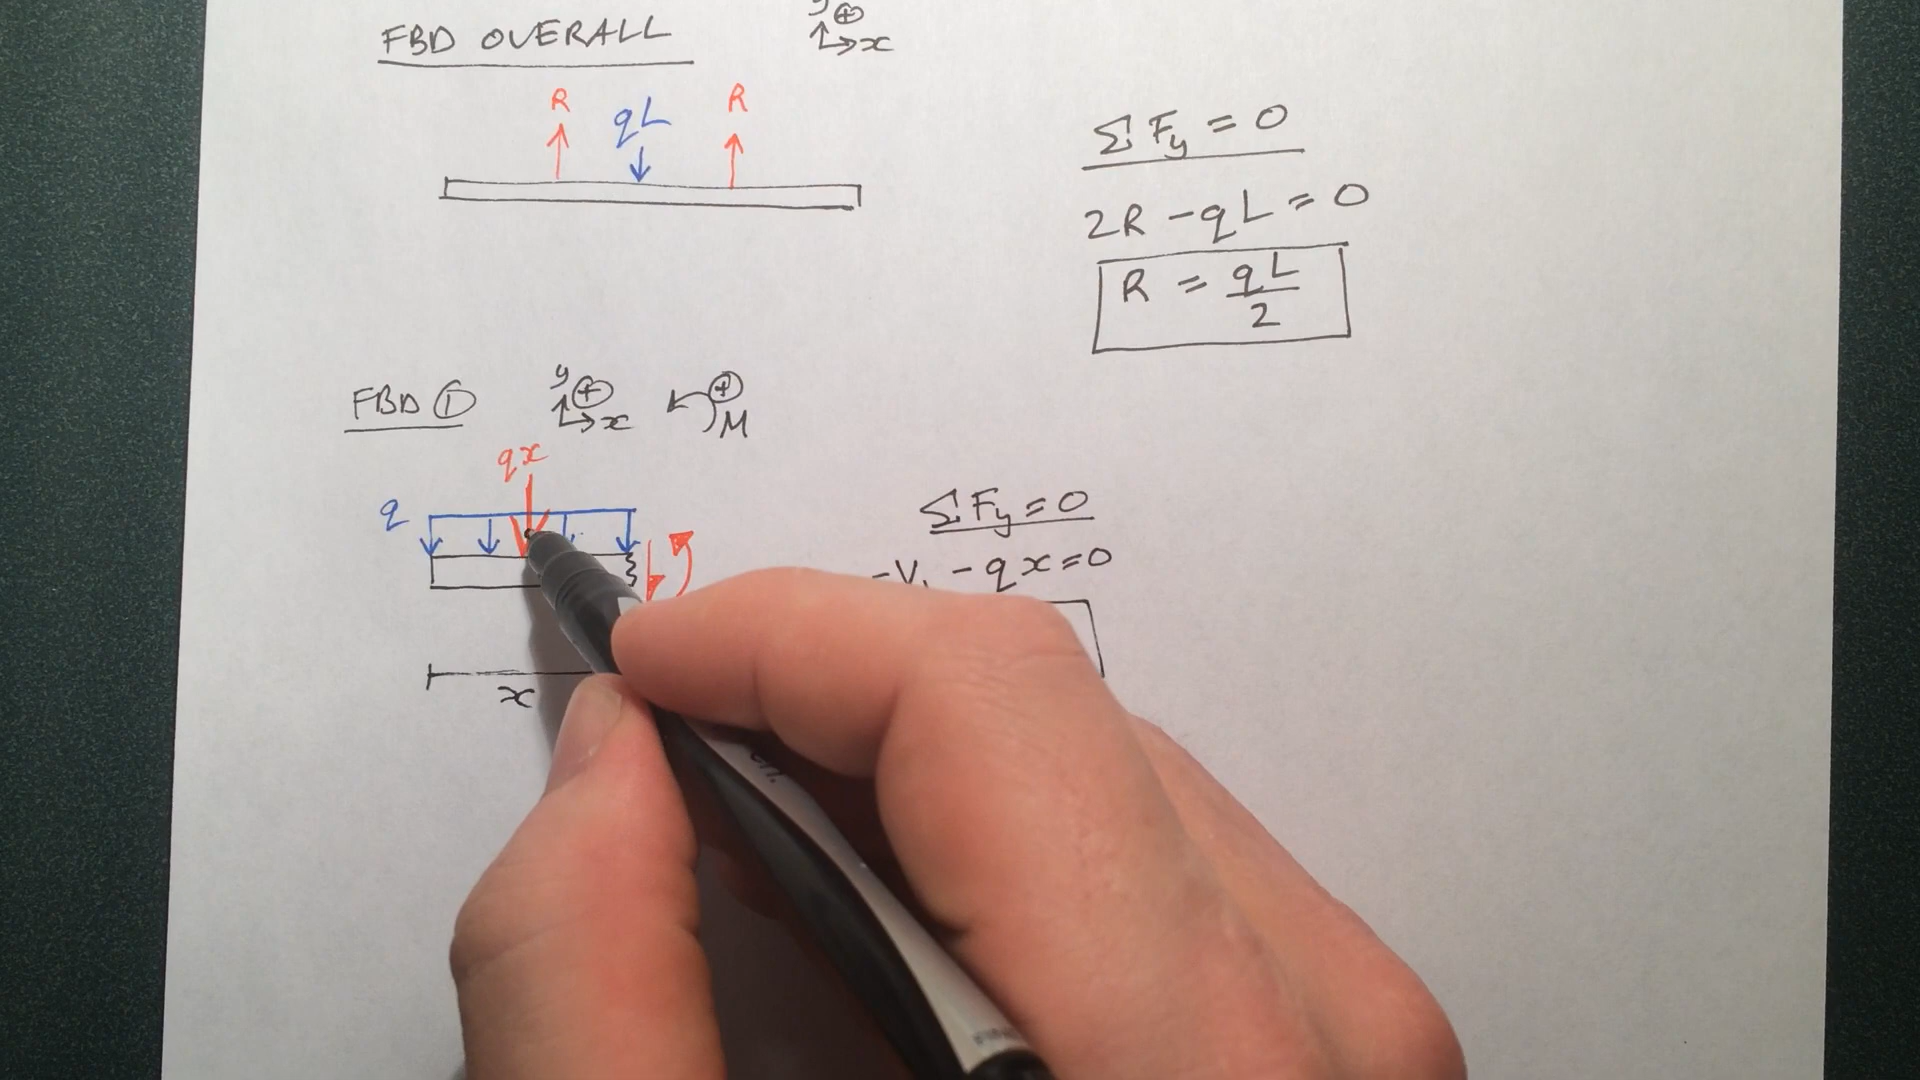 FBD OVERALL
y ⊕
x
R qL R
ΣFy = 0
2R - qL = 0
R = qL/2
FBD ①
y ⊕ x
⊕ M
qx
q
ΣFy = 0
- qx = 0
x